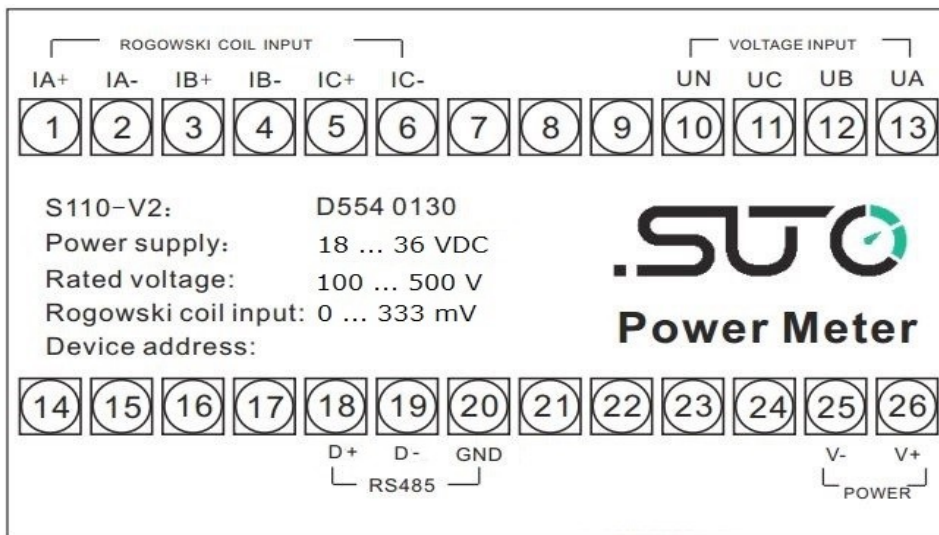 ROGOWSKI COIL INPUT VOLTAGE INPUT
IA+ IA- IB+ IB- IC+ IC- UN UC UB UA
1 2 3 4 5 6 7 8 9 10 11 12 13
S110-V2: D554 0130
Power supply: 18 ... 36 VDC
Rated voltage: 100 ... 500 V
Rogowski coil input: 0 ... 333 mV
Device address:
.SUTO
Power Meter
14 15 16 17 18 19 20 21 22 23 24 25 26
D+ D- GND V- V+
RS485 POWER